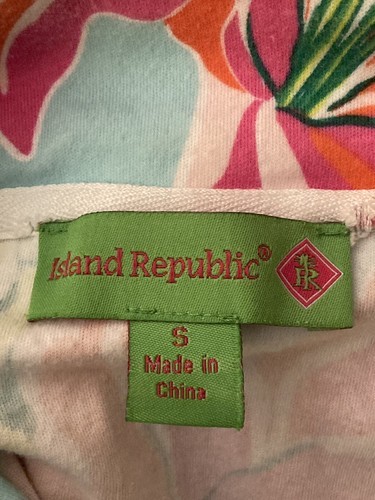 Island Republic®
IR
S
Made in
China